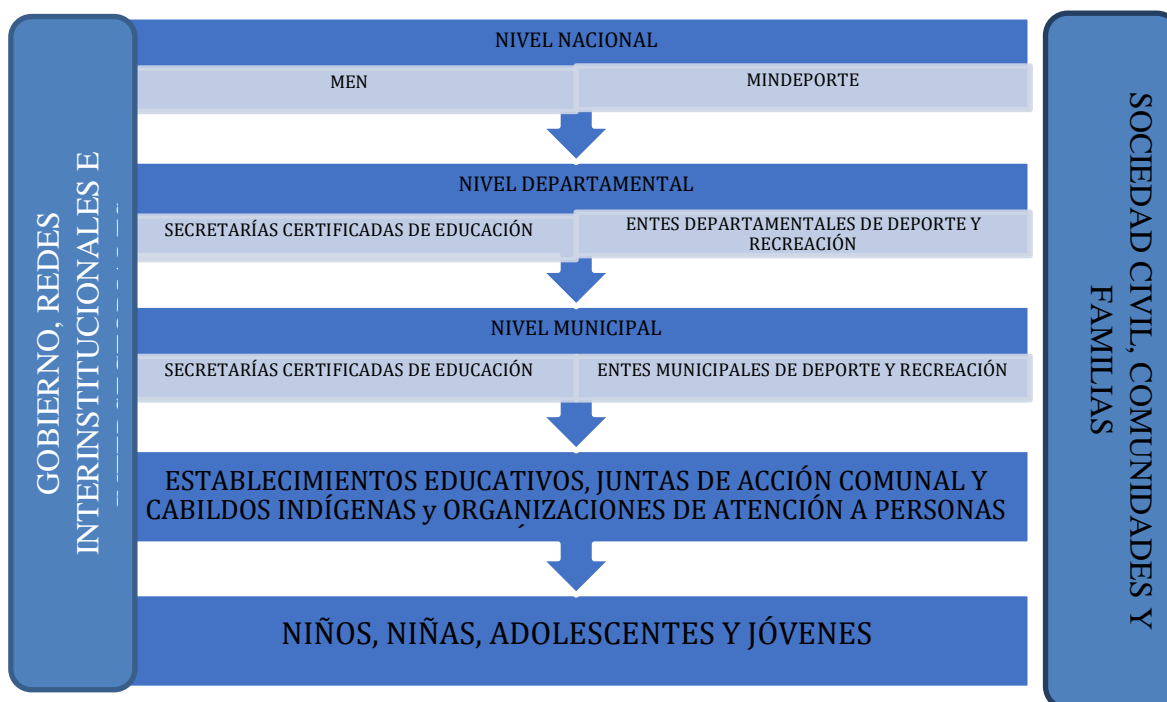 GOBIERNO, REDES
INTERINSTITUCIONALES E
NIVEL NACIONAL
MEN
MINDEPORTE
NIVEL DEPARTAMENTAL
SECRETARÍAS CERTIFICADAS DE EDUCACIÓN
ENTES DEPARTAMENTALES DE DEPORTE Y
RECREACIÓN
NIVEL MUNICIPAL
SECRETARÍAS CERTIFICADAS DE EDUCACIÓN
ENTES MUNICIPALES DE DEPORTE Y RECREACIÓN
ESTABLECIMIENTOS EDUCATIVOS, JUNTAS DE ACCIÓN COMUNAL Y
CABILDOS INDÍGENAS y ORGANIZACIONES DE ATENCIÓN A PERSONAS
NIÑOS, NIÑAS, ADOLESCENTES Y JÓVENES
SOCIEDAD CIVIL, COMUNIDADES Y
FAMILIAS